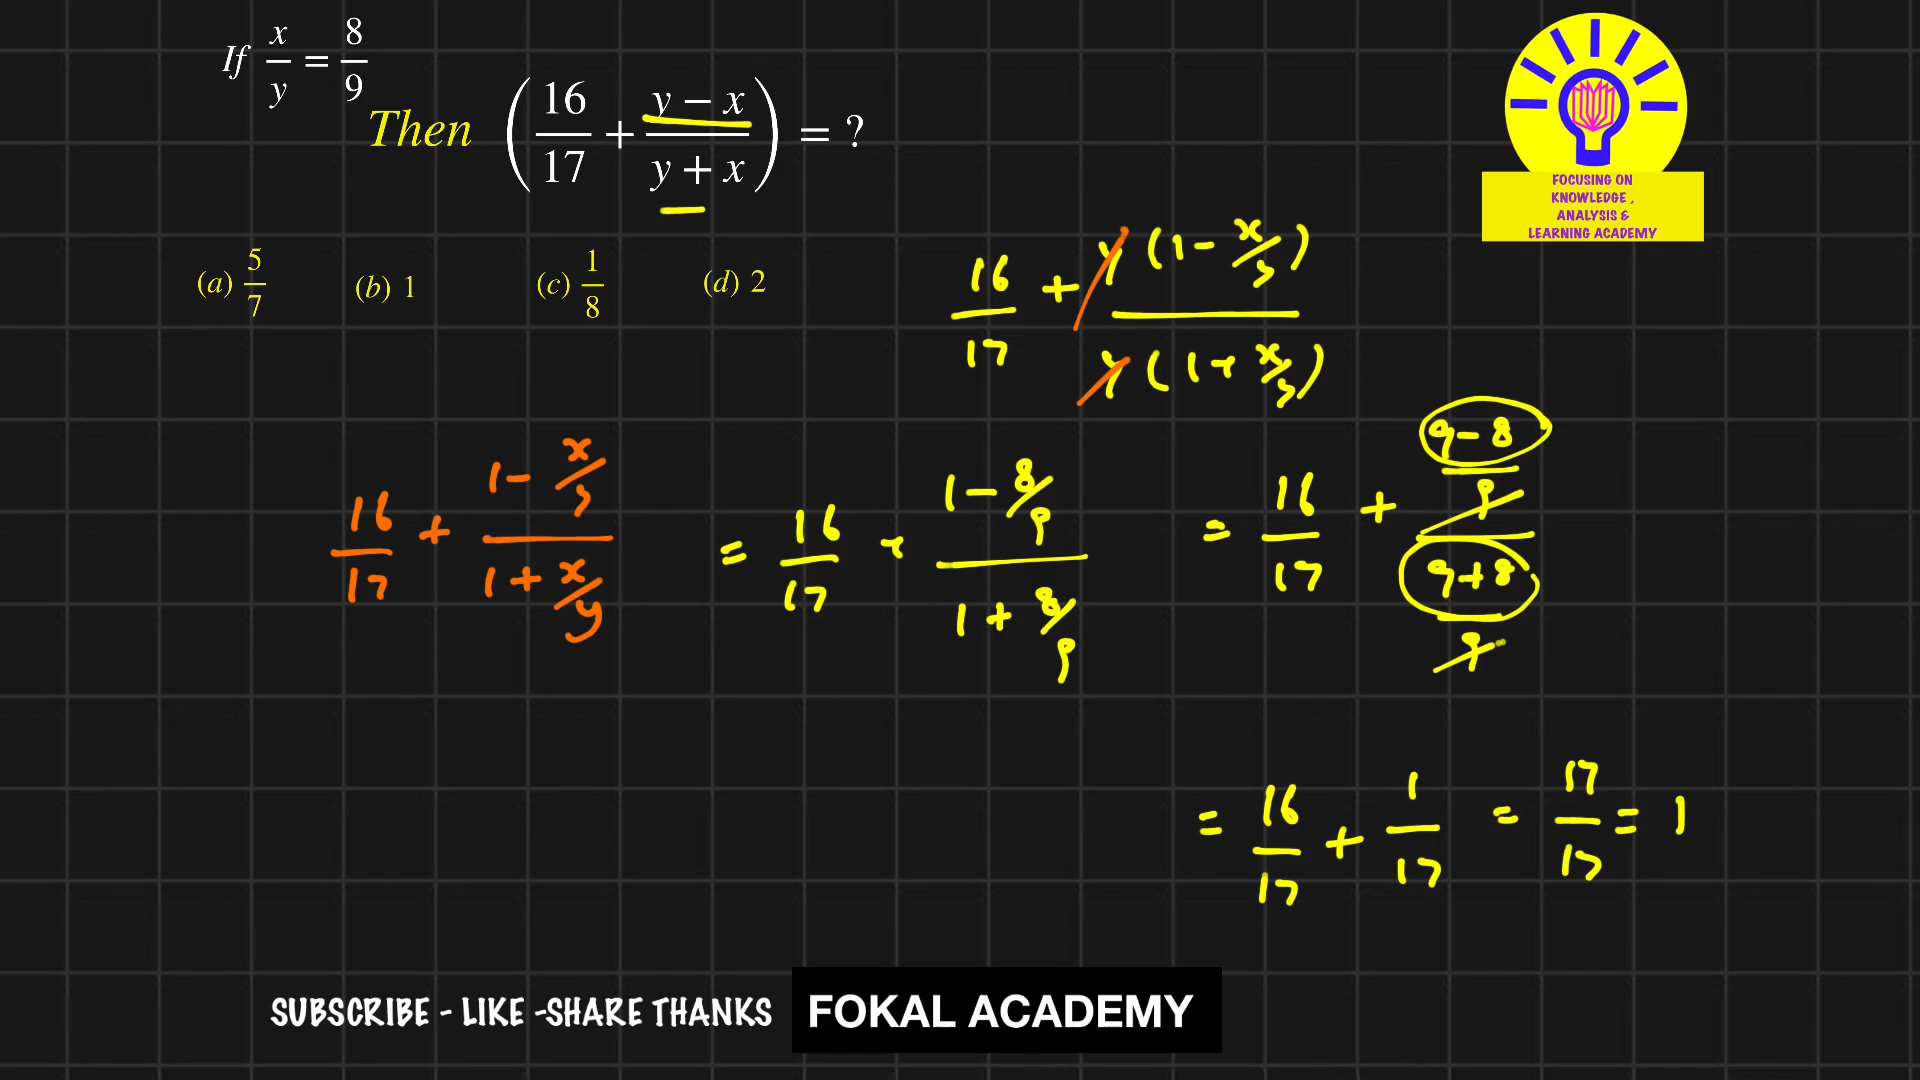 If x/y = 8/9
Then (16/17 + (y − x)/(y + x)) = ?
(a) 5/7 (b) 1 (c) 1/8 (d) 2
FOCUSING ON
KNOWLEDGE ,
ANALYSIS &
LEARNING ACADEMY
16/17 + y(1 - x/y)/y(1 + x/y)
16/17 + (1 - x/y)/(1 + x/y) = 16/17 + (1 - 8/9)/(1 + 8/9) = 16/17 + ((9 - 8)/9)/((9 + 8)/9)
= 16/17 + 1/17 = 17/17 = 1
SUBSCRIBE - LIKE -SHARE THANKS FOKAL ACADEMY